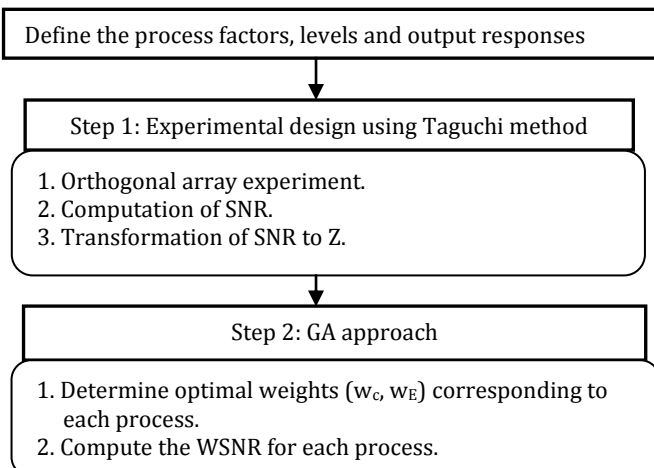 Define the process factors, levels and output responses
Step 1: Experimental design using Taguchi method
1. Orthogonal array experiment.
2. Computation of SNR.
3. Transformation of SNR to Z.
Step 2: GA approach
1. Determine optimal weights (wc, wE) corresponding to
each process.
2. Compute the WSNR for each process.